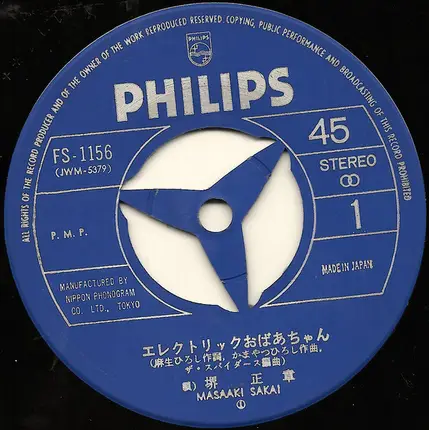 ALL RIGHTS OF THE RECORD PRODUCER AND OF THE OWNER OF THE WORK REPRODUCED RESERVED. COPYING, PUBLIC PERFORMANCE AND BROADCASTING OF THIS RECORD PROHIBITED
PHILIPS
PHILIPS
FS-1156
(JWM-5379)
45
STEREO
1
P. M. P.
MANUFACTURED BY
NIPPON PHONOGRAM
CO. LTD., TOKYO
MADE IN JAPAN
エレクトリックおばあちゃん
(麻生ひろし作詞, かまやつひろし作曲,
ザ・スパイダース編曲)
唄 堺 正 章
MASAAKI SAKAI